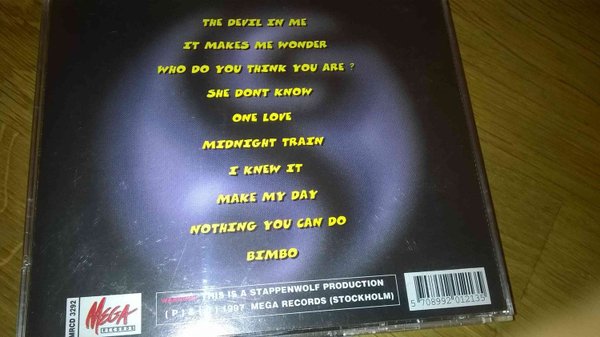 THE DEVIL IN ME
IT MAKES ME WONDER
WHO DO YOU THINK YOU ARE ?
SHE DONT KNOW
ONE LOVE
MIDNIGHT TRAIN
I KNEW IT
MAKE MY DAY
NOTHING YOU CAN DO
BIMBO
THIS IS A STAPPENWOLF PRODUCTION
( P ) & 1997 MEGA RECORDS (STOCKHOLM)
MRCD 3292
MEGA
RECORDS
5 708992 012135